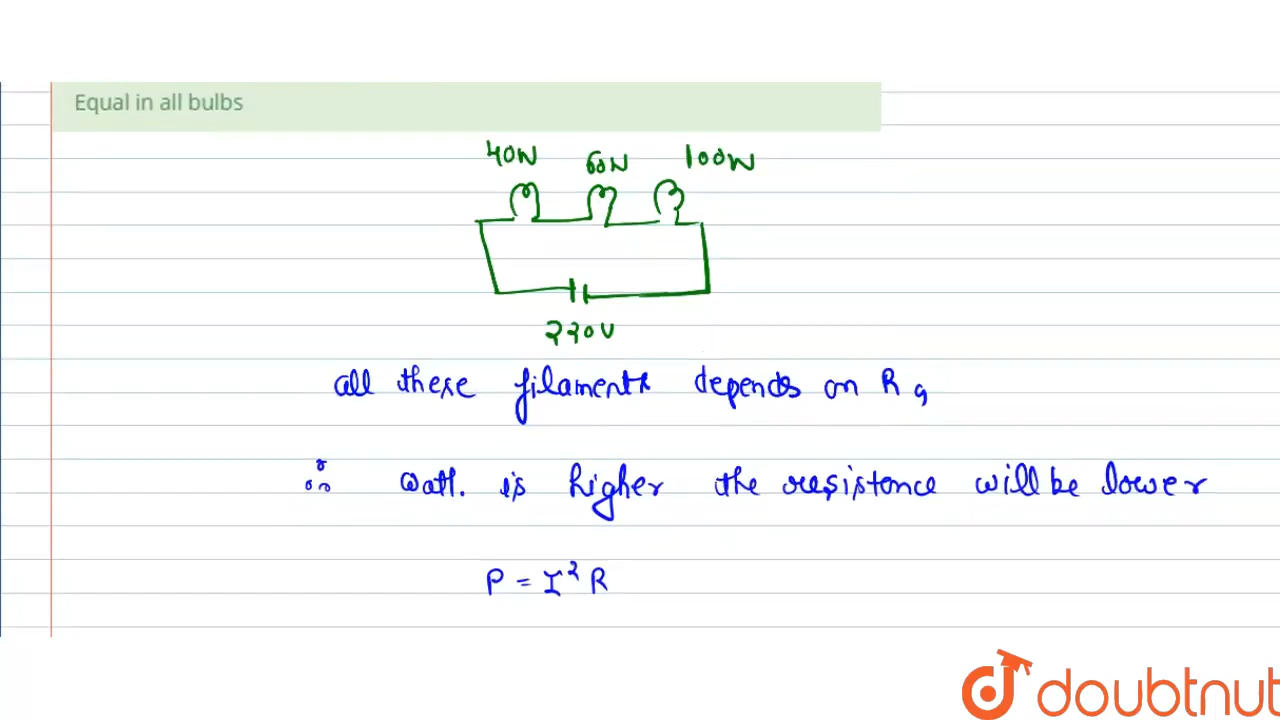 Equal in all bulbs
40W 60W 100W
220V
all these filaments depends on R,
∴ watt. is higher the resistance will be lower
P = I² R
doubtnut